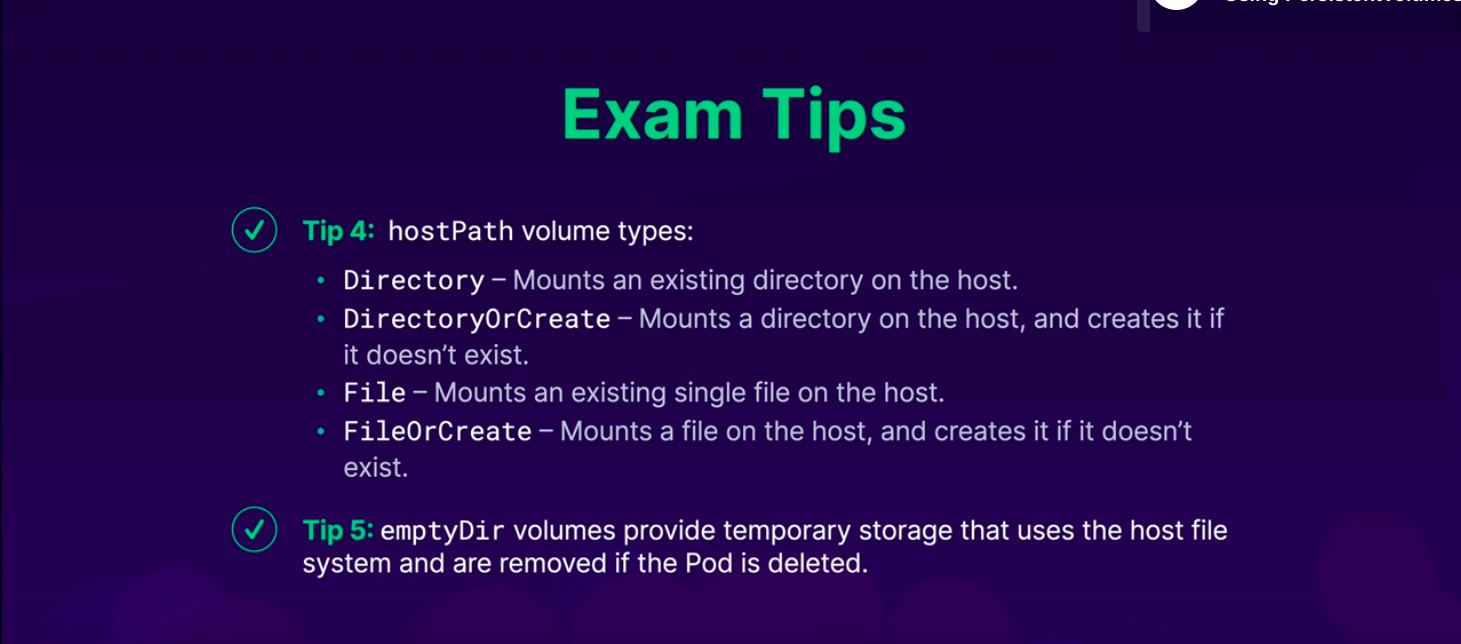 Exam Tips
Tip 4: hostPath volume types:
• Directory – Mounts an existing directory on the host.
• DirectoryOrCreate – Mounts a directory on the host, and creates it if
it doesn’t exist.
• File – Mounts an existing single file on the host.
• FileOrCreate – Mounts a file on the host, and creates it if it doesn’t
exist.
Tip 5: emptyDir volumes provide temporary storage that uses the host file
system and are removed if the Pod is deleted.